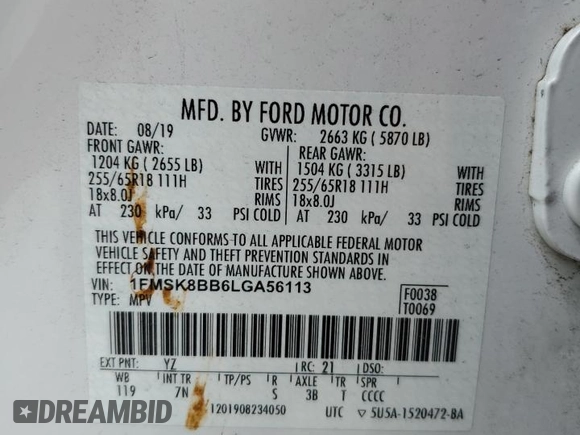 MFD. BY FORD MOTOR CO.
DATE: 08/19 GVWR: 2663 KG ( 5870 LB)
FRONT GAWR: REAR GAWR:
1204 KG ( 2655 LB) WITH 1504 KG ( 3315 LB) WITH
255/65R18 111H TIRES 255/65R18 111H TIRES
18x8.0J RIMS 18x8.0J RIMS
AT 230 kPa/ 33 PSI COLD AT 230 kPa/ 33 PSI COLD
THIS VEHICLE CONFORMS TO ALL APPLICABLE FEDERAL MOTOR
VEHICLE SAFETY AND THEFT PREVENTION STANDARDS IN
EFFECT ON THE DATE OF MANUFACTURE SHOWN ABOVE.
VIN: 1FMSK8BB6LGA56113
TYPE: MPV
F0038
T0069
EXT PNT: YZ RC: 21 DSO:
WB INT TR TP/PS R AXLE TR SPR
119 7N S 3B T CCCC
1201908234050 UTC ▽ 5U5A-1520472-BA
DREAMBID
dreambidcars.com